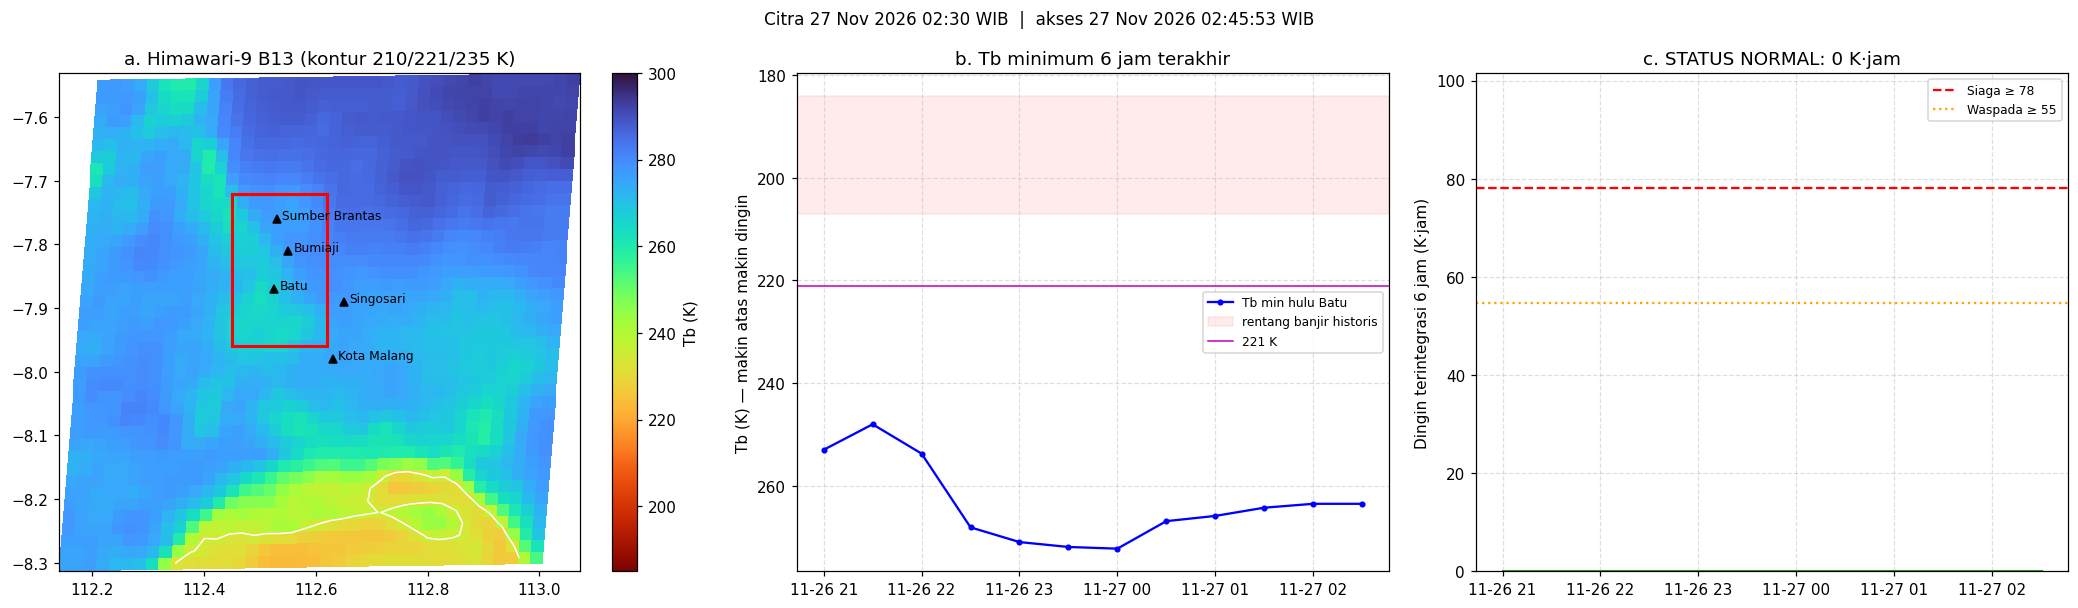 Citra 27 Nov 2026 02:30 WIB | akses 27 Nov 2026 02:45:53 WIB
a. Himawari-9 B13 (kontur 210/221/235 K)
−7.6
−7.7
−7.8
−7.9
−8.0
−8.1
−8.2
−8.3
112.2
112.4
112.6
112.8
113.0
Sumber Brantas
Bumiaji
Batu
Singosari
Kota Malang
300
280
260
240
220
200
Tb (K)
b. Tb minimum 6 jam terakhir
Tb (K) — makin atas makin dingin
180
200
220
240
260
Tb min hulu Batu
rentang banjir historis
221 K
11-26 21
11-26 22
11-26 23
11-27 00
11-27 01
11-27 02
c. STATUS NORMAL: 0 K·jam
Dingin terintegrasi 6 jam (K·jam)
100
80
60
40
20
0
Siaga ≥ 78
Waspada ≥ 55
11-26 21
11-26 22
11-26 23
11-27 00
11-27 01
11-27 02